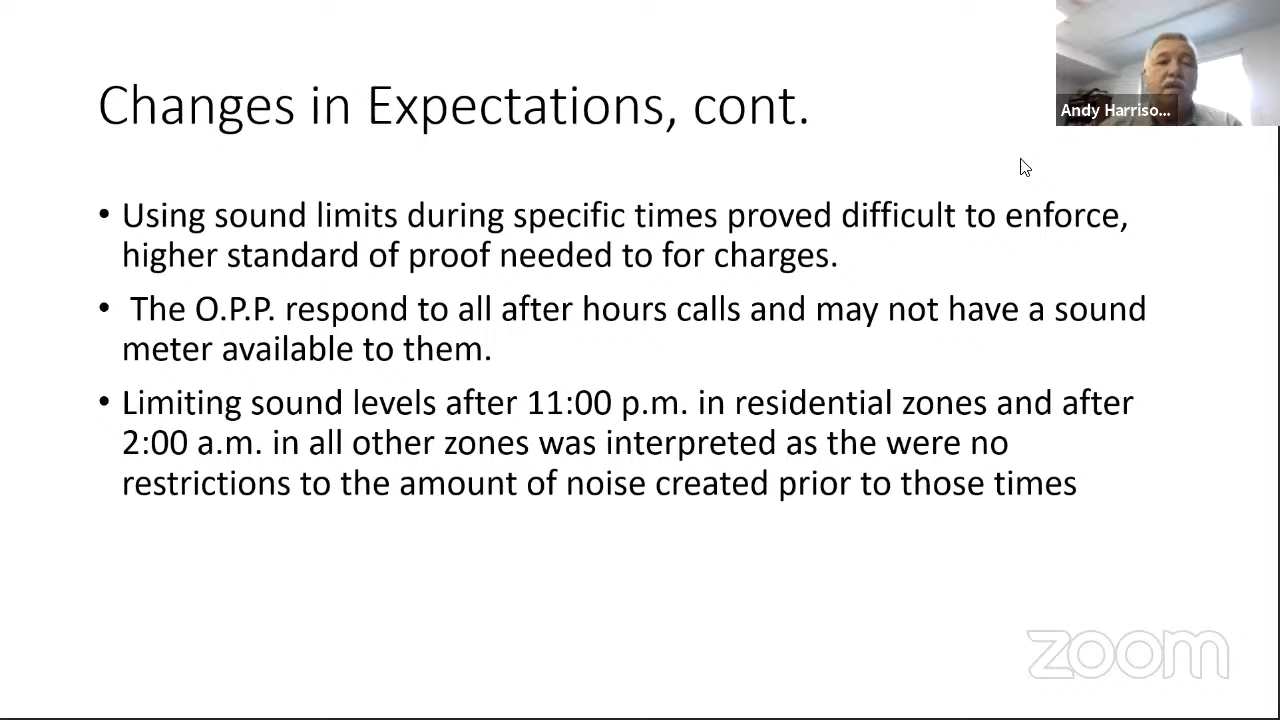 Changes in Expectations, cont.
Andy Harriso...
• Using sound limits during specific times proved difficult to enforce,
higher standard of proof needed to for charges.
• The O.P.P. respond to all after hours calls and may not have a sound
meter available to them.
• Limiting sound levels after 11:00 p.m. in residential zones and after
2:00 a.m. in all other zones was interpreted as the were no
restrictions to the amount of noise created prior to those times
zoom